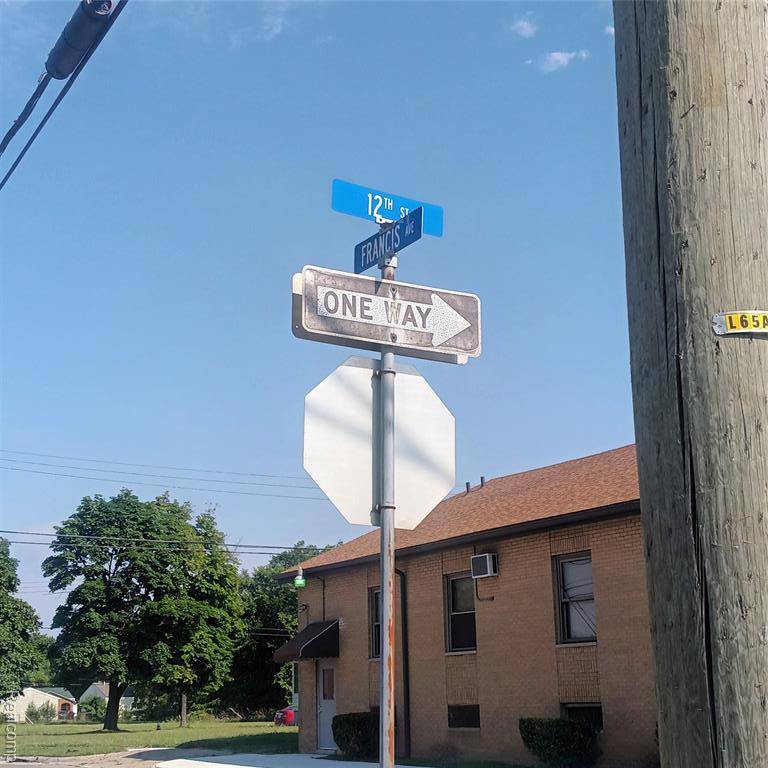 12TH ST
FRANCIS AVE
ONE WAY
L65A